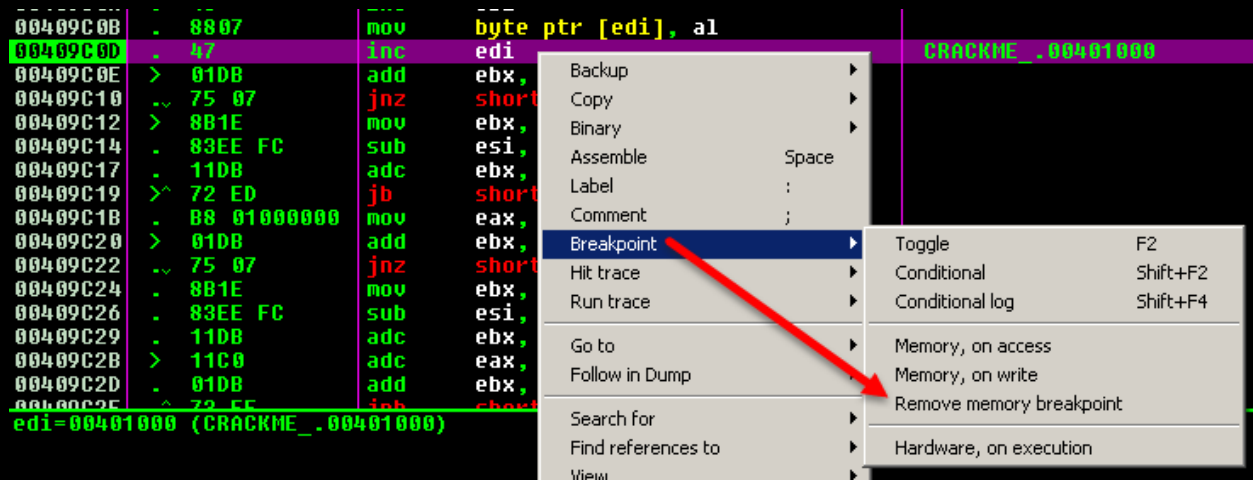 00409C0B . 8807 mov byte ptr [edi], al
00409C0D . 47 inc edi CRACKME_.00401000
00409C0E > 01DB add ebx,
00409C10 .v 75 07 jnz short
00409C12 > 8B1E mov ebx,
00409C14 . 83EE FC sub esi,
00409C17 . 11DB adc ebx,
00409C19 >^ 72 ED jb short
00409C1B . B8 01000000 mov eax,
00409C20 > 01DB add ebx,
00409C22 .v 75 07 jnz short
00409C24 . 8B1E mov ebx,
00409C26 . 83EE FC sub esi,
00409C29 . 11DB adc ebx,
00409C2B > 11C0 adc eax,
00409C2D . 01DB add ebx,
edi=00401000 (CRACKME_.00401000)
Backup
Copy
Binary
Assemble Space
Label :
Comment ;
Breakpoint
Hit trace
Run trace
Go to
Follow in Dump
Search for
Find references to
View
Toggle F2
Conditional Shift+F2
Conditional log Shift+F4
Memory, on access
Memory, on write
Remove memory breakpoint
Hardware, on execution